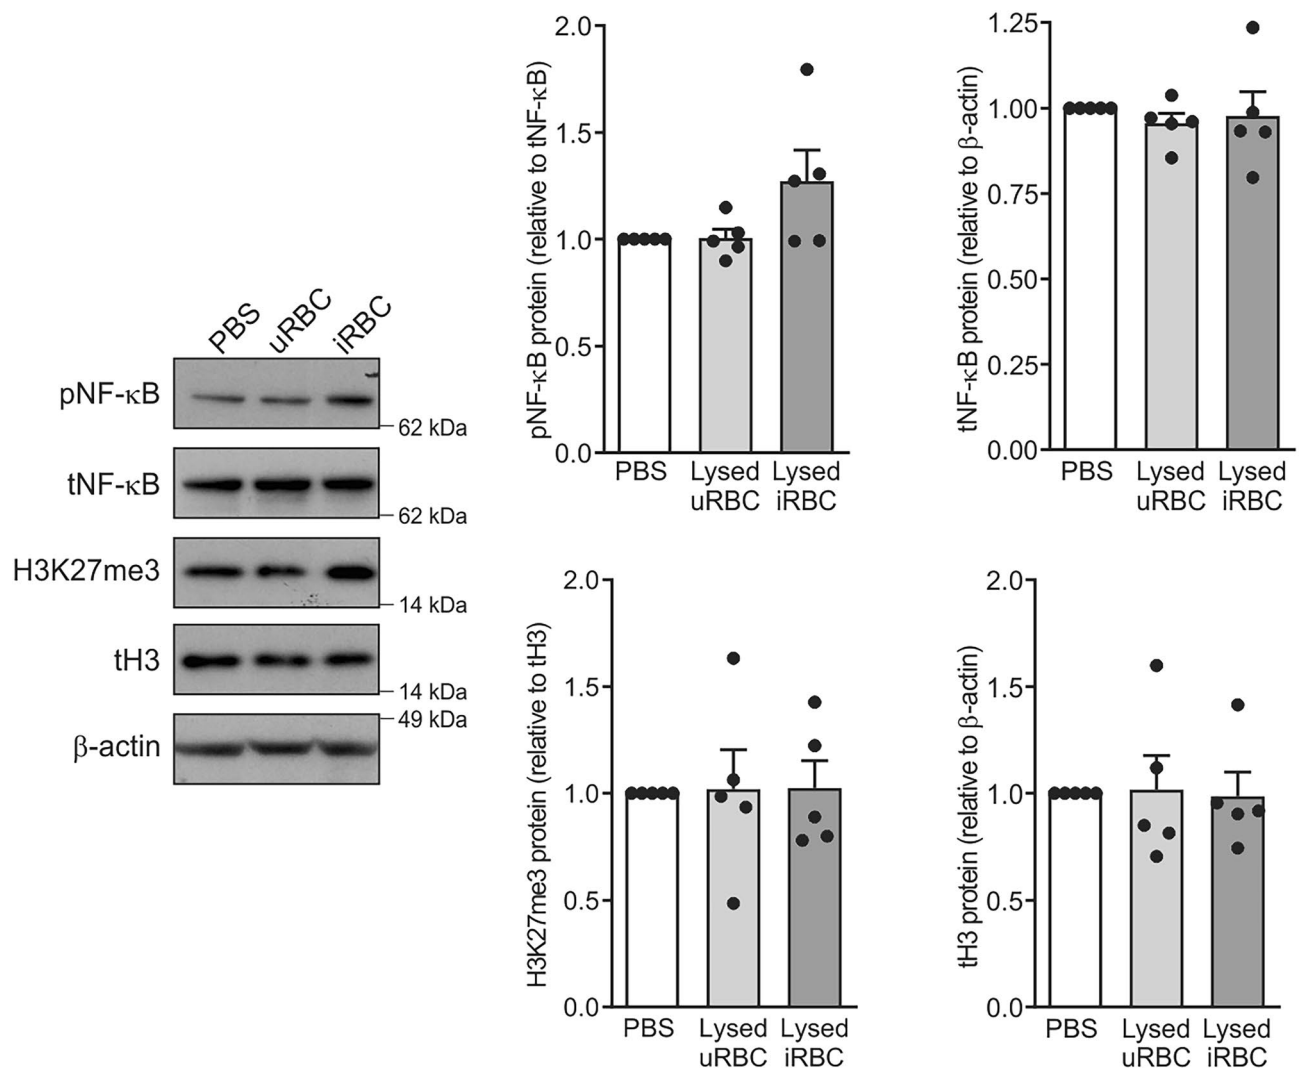 PBS
uRBC
iRBC
pNF-κB
62 kDa
tNF-κB
62 kDa
H3K27me3
14 kDa
tH3
14 kDa
49 kDa
β-actin
pNF-κB protein (relative to tNF-κB)
2.0
1.5
1.0
0.5
0.0
PBS
Lysed
uRBC
Lysed
iRBC
tNF-κB protein (relative to β-actin)
1.25
1.00
0.75
0.50
0.25
0.00
PBS
Lysed
uRBC
Lysed
iRBC
H3K27me3 protein (relative to tH3)
2.0
1.5
1.0
0.5
0.0
PBS
Lysed
uRBC
Lysed
iRBC
tH3 protein (relative to β-actin)
2.0
1.5
1.0
0.5
0.0
PBS
Lysed
uRBC
Lysed
iRBC